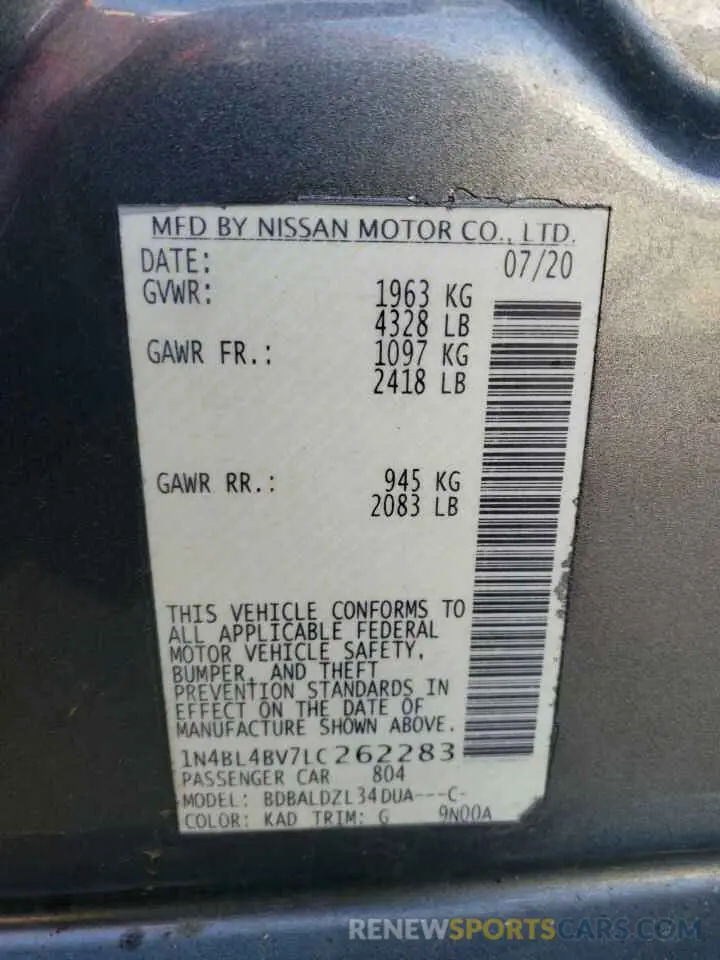 MFD BY NISSAN MOTOR CO., LTD.
DATE: 07/20
GVWR: 1963 KG
4328 LB
GAWR FR.: 1097 KG
2418 LB
GAWR RR.: 945 KG
2083 LB
THIS VEHICLE CONFORMS TO
ALL APPLICABLE FEDERAL
MOTOR VEHICLE SAFETY,
BUMPER, AND THEFT
PREVENTION STANDARDS IN
EFFECT ON THE DATE OF
MANUFACTURE SHOWN ABOVE.
1N4BL4BV7LC262283
PASSENGER CAR 804
MODEL: BDBALDZL34DUA---C-
COLOR: KAD TRIM: G 9N00A
RENEWSPORTSCARS.COM